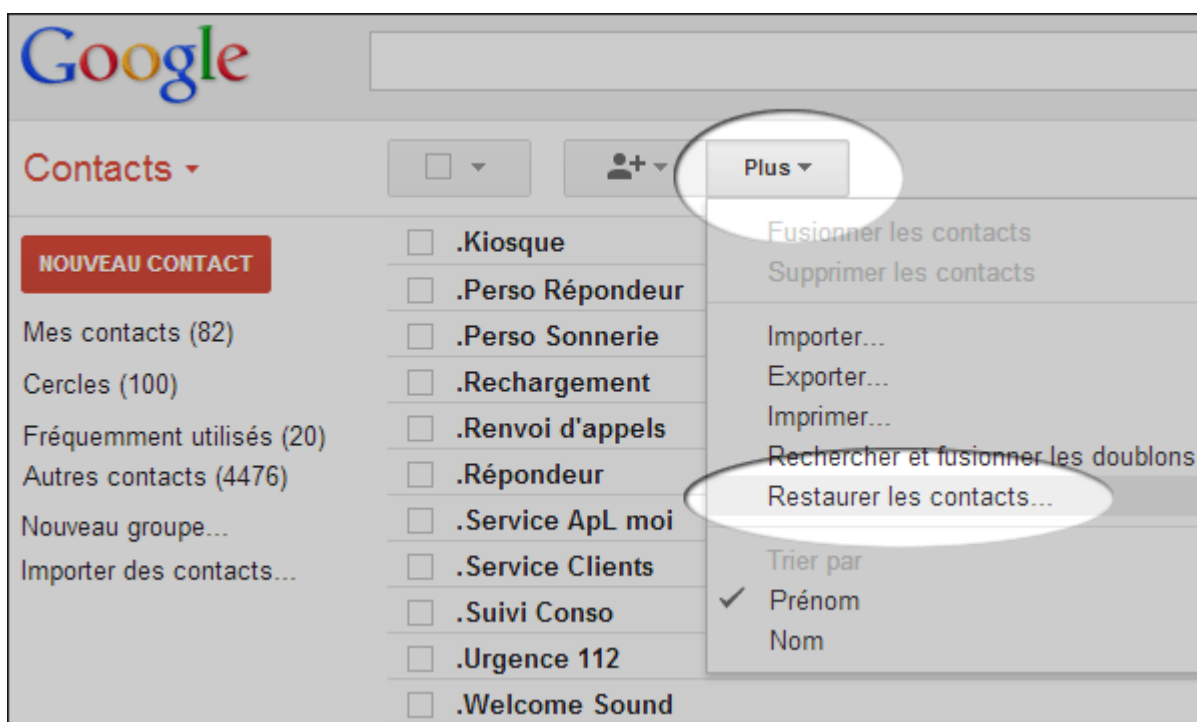 Google
Contacts
Plus
NOUVEAU CONTACT
Mes contacts (82)
Cercles (100)
Fréquemment utilisés (20)
Autres contacts (4476)
Nouveau groupe...
Importer des contacts...
.Kiosque
.Perso Répondeur
.Perso Sonnerie
.Rechargement
.Renvoi d'appels
.Répondeur
.Service ApL moi
.Service Clients
.Suivi Conso
.Urgence 112
.Welcome Sound
Fusionner les contacts
Supprimer les contacts
Importer...
Exporter...
Imprimer...
Rechercher et fusionner les doublons
Restaurer les contacts...
Trier par
Prénom
Nom